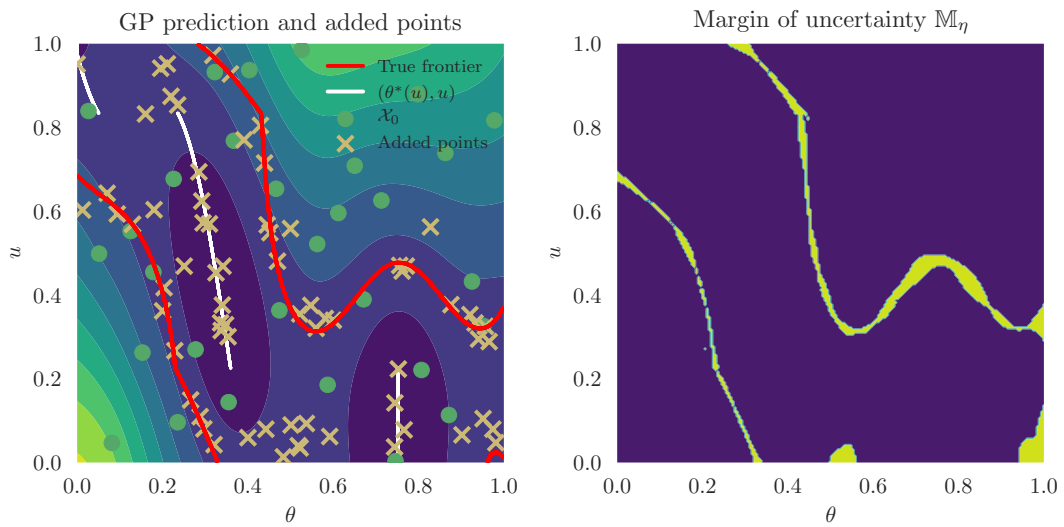 GP prediction and added points
True frontier
(θ*(u), u)
𝒳₀
Added points
1.0
0.8
0.6
0.4
0.2
0.0
u
0.0 0.2 0.4 0.6 0.8 1.0
θ
Margin of uncertainty 𝕄η
1.0
0.8
0.6
0.4
0.2
0.0
u
0.0 0.2 0.4 0.6 0.8 1.0
θ